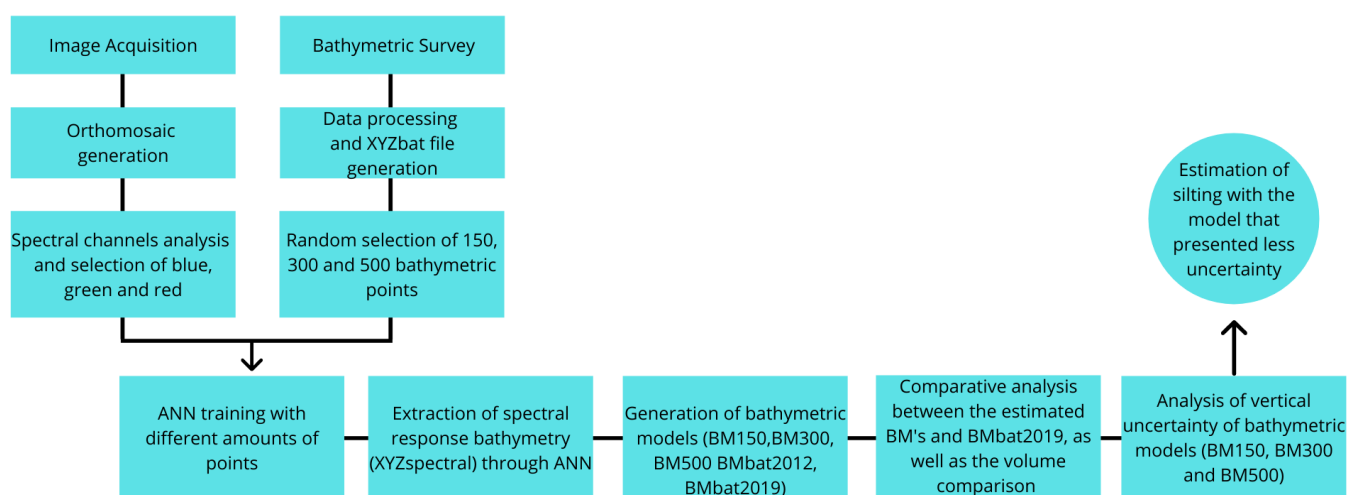 Image Acquisition
Bathymetric Survey
Orthomosaic
generation
Data processing
and XYZbat file
generation
Spectral channels analysis
and selection of blue,
green and red
Random selection of 150,
300 and 500 bathymetric
points
Estimation of
silting with the
model that
presented less
uncertainty
ANN training with
different amounts of
points
Extraction of spectral
response bathymetry
(XYZspectral) through ANN
Generation of bathymetric
models (BM150,BM300,
BM500 BMbat2012,
BMbat2019)
Comparative analysis
between the estimated
BM's and BMbat2019, as
well as the volume
comparison
Analysis of vertical
uncertainty of bathymetric
models (BM150, BM300
and BM500)